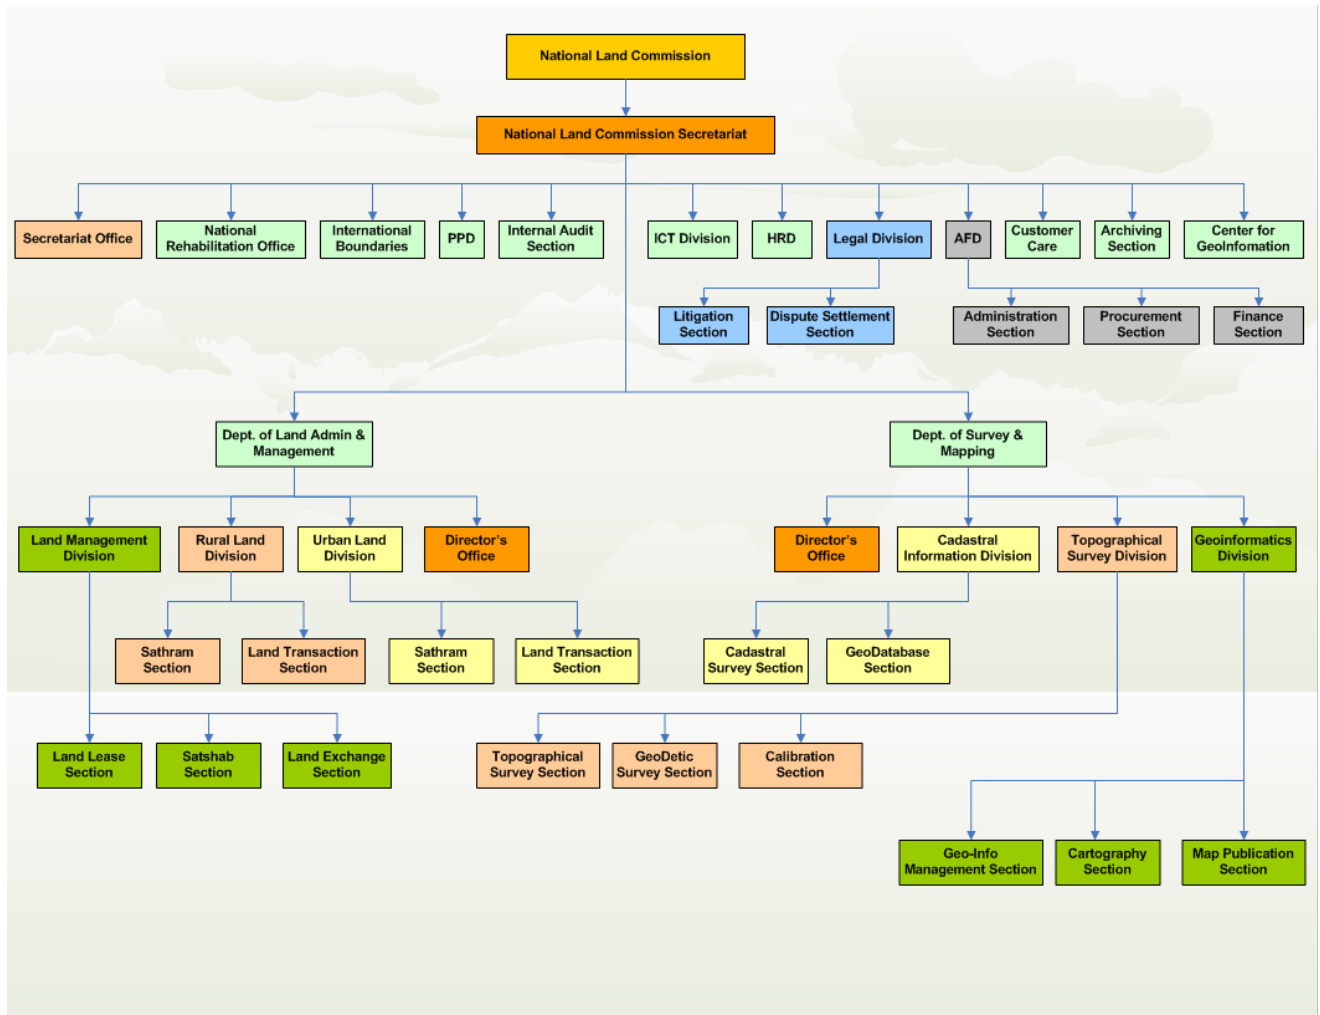 National Land Commission
National Land Commission Secretariat
Secretariat Office
National
Rehabilitation Office
International
Boundaries
PPD
Internal Audit
Section
ICT Division
HRD
Legal Division
AFD
Customer
Care
Archiving
Section
Center for
GeoInfomation
Litigation
Section
Dispute Settlement
Section
Administration
Section
Procurement
Section
Finance
Section
Dept. of Land Admin &
Management
Dept. of Survey &
Mapping
Land Management
Division
Rural Land
Division
Urban Land
Division
Director's
Office
Director's
Office
Cadastral
Information Division
Topographical
Survey Division
Geoinformatics
Division
Sathram
Section
Land Transaction
Section
Sathram
Section
Land Transaction
Section
Cadastral
Survey Section
GeoDatabase
Section
Land Lease
Section
Satshab
Section
Land Exchange
Section
Topographical
Survey Section
GeoDetic
Survey Section
Calibration
Section
Geo-Info
Management Section
Cartography
Section
Map Publication
Section